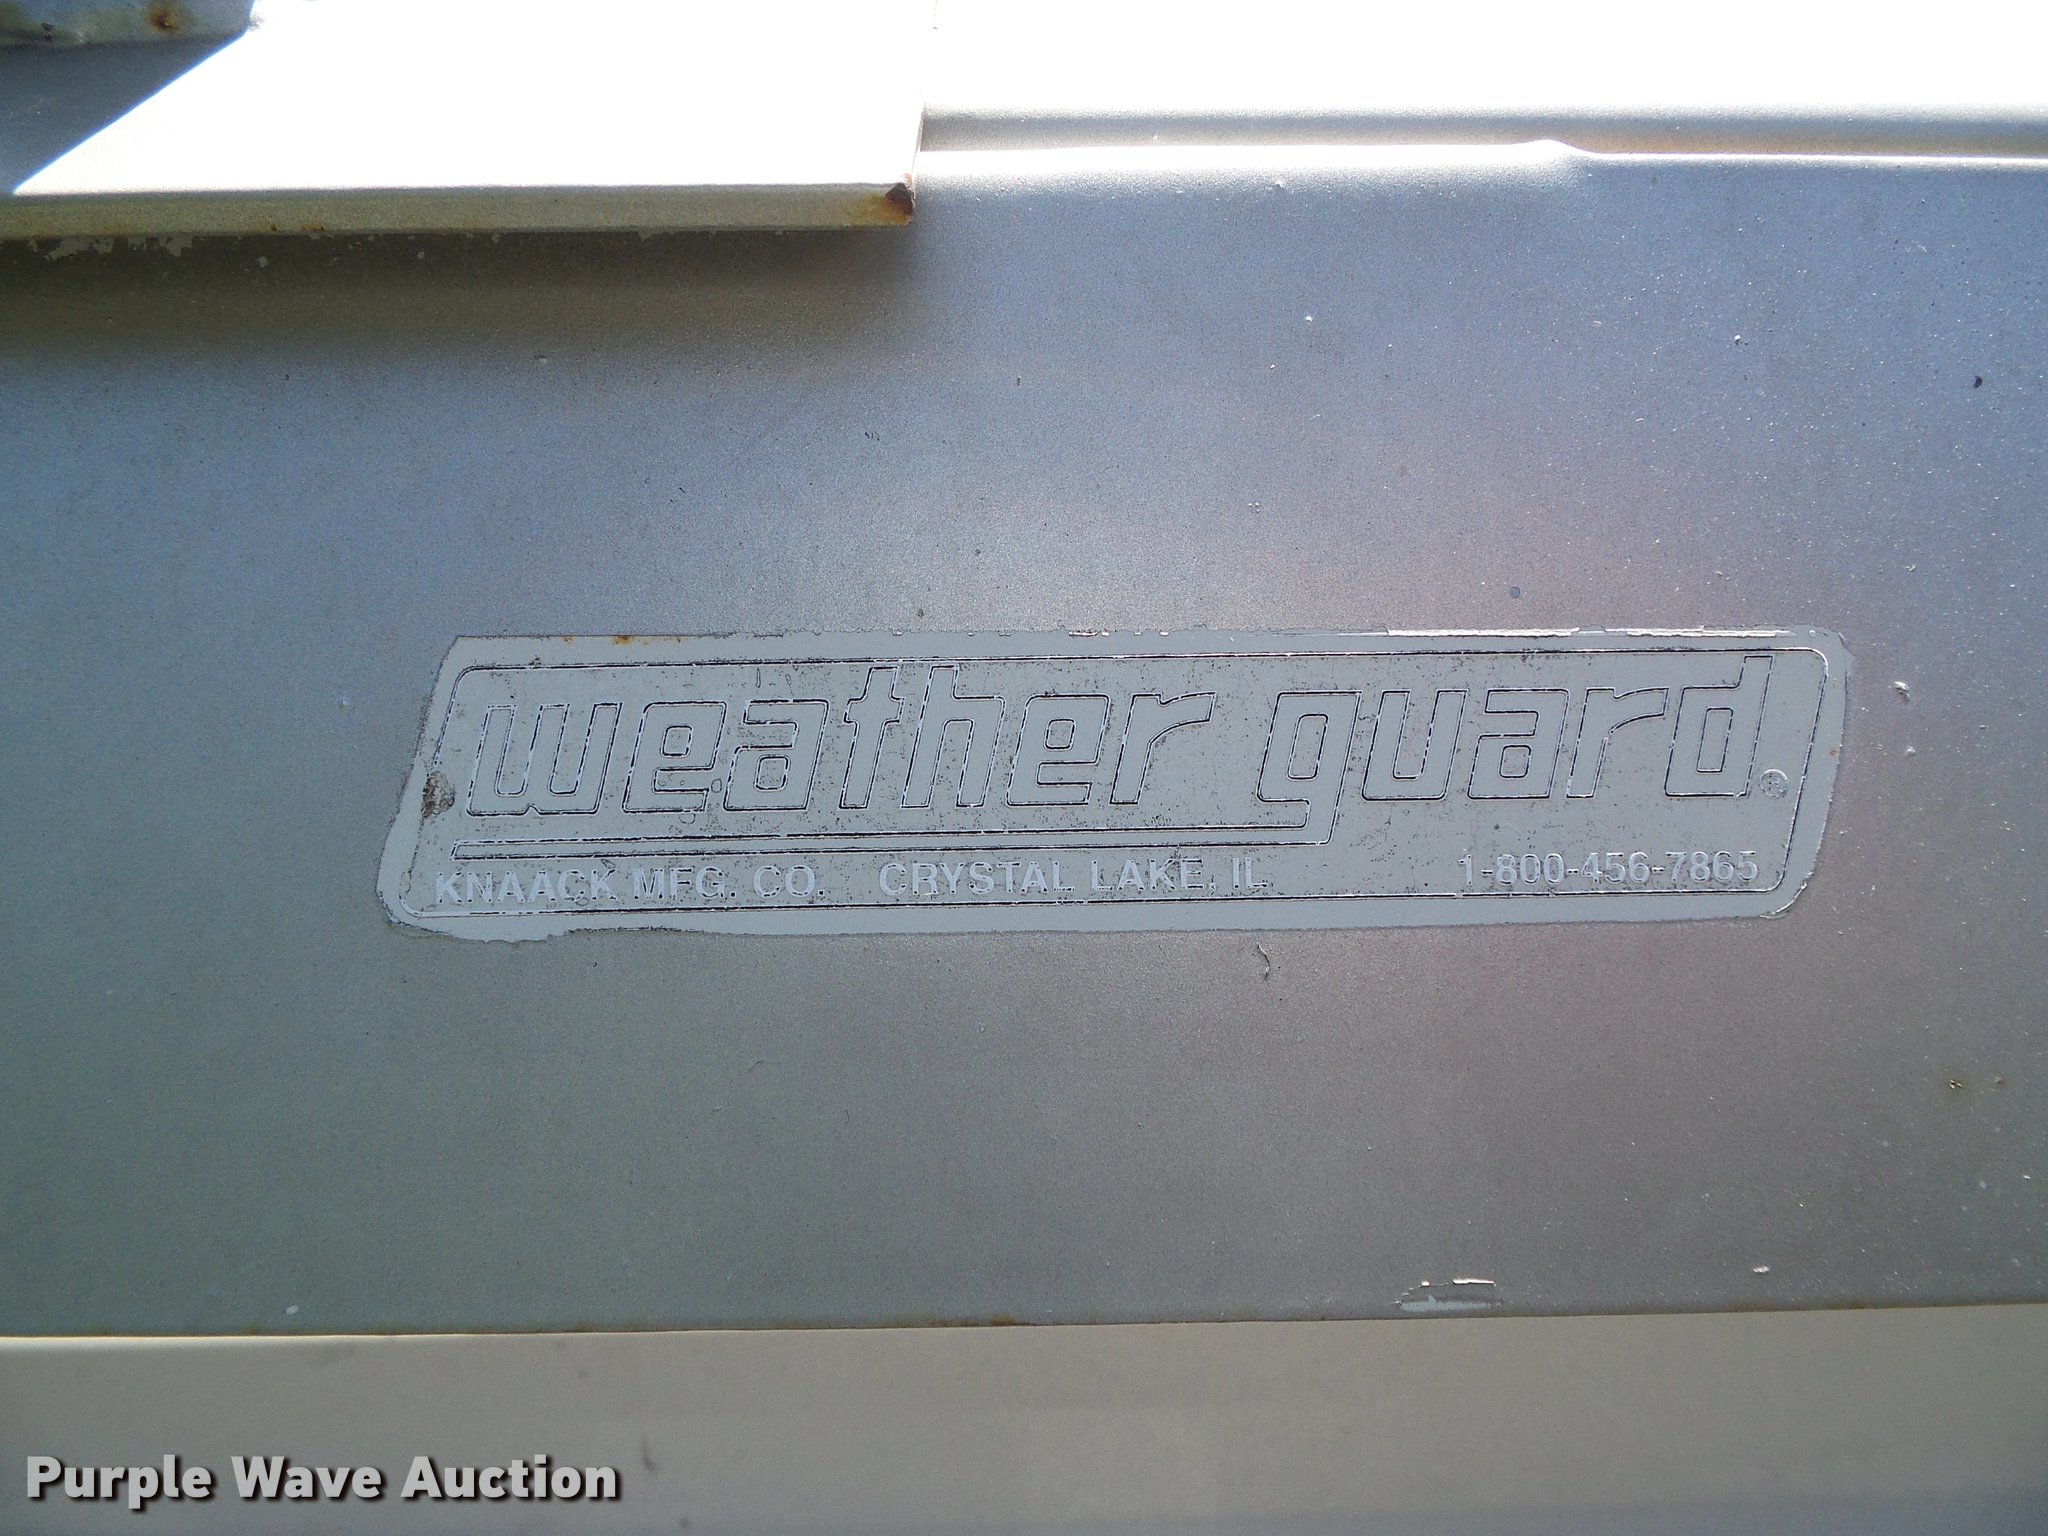 weather guard®
KNAACK MFG. CO. CRYSTAL LAKE, IL 1-800-456-7865
Purple Wave Auction